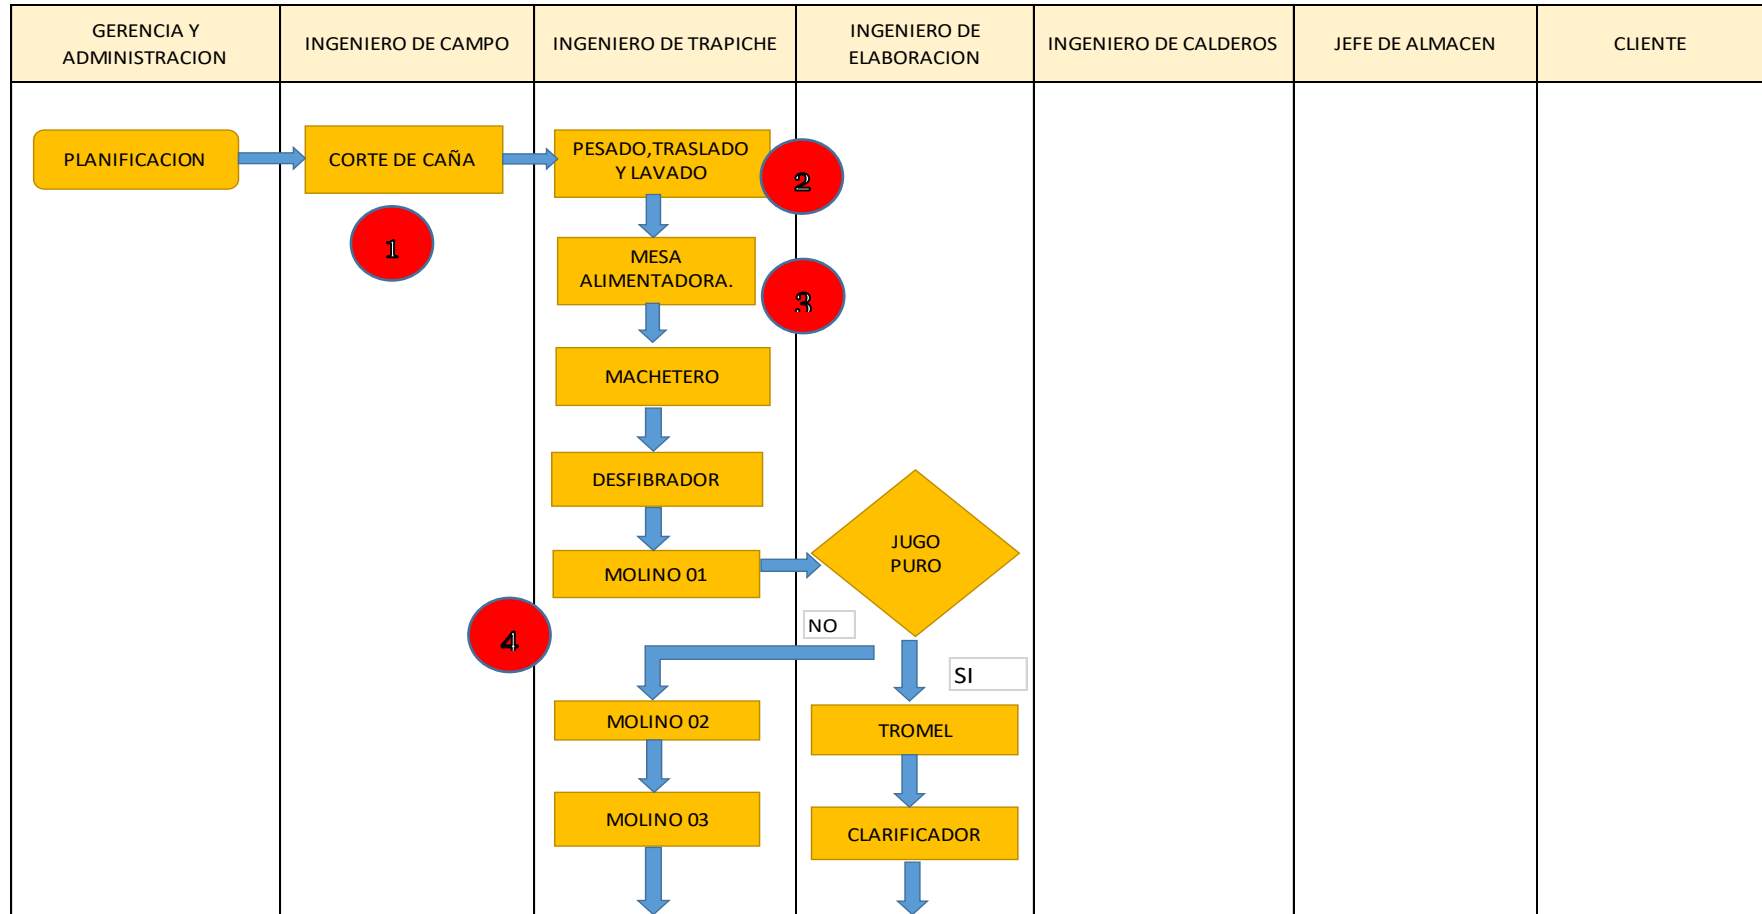 GERENCIA Y
ADMINISTRACION
INGENIERO DE CAMPO
INGENIERO DE TRAPICHE
INGENIERO DE
ELABORACION
INGENIERO DE CALDEROS
JEFE DE ALMACEN
CLIENTE
PLANIFICACION
CORTE DE CAÑA
PESADO,TRASLADO
Y LAVADO
2
1
MESA
ALIMENTADORA.
3
MACHETERO
DESFIBRADOR
JUGO
PURO
MOLINO 01
4
NO
SI
MOLINO 02
TROMEL
MOLINO 03
CLARIFICADOR